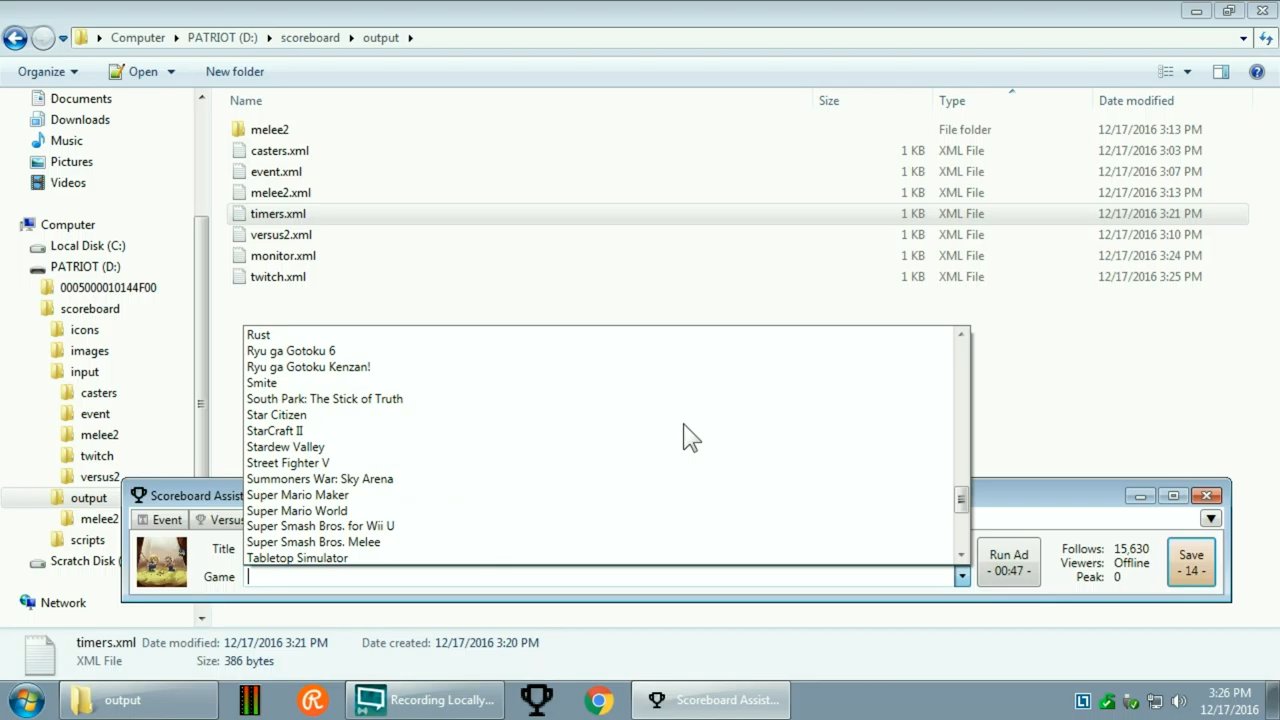 Computer ▸ PATRIOT (D:) ▸ scoreboard ▸ output ▸
Organize Open New folder
Name Size Type Date modified
melee2 File folder 12/17/2016 3:13 PM
casters.xml 1 KB XML File 12/17/2016 3:03 PM
event.xml 1 KB XML File 12/17/2016 3:07 PM
melee2.xml 1 KB XML File 12/17/2016 3:13 PM
timers.xml 1 KB XML File 12/17/2016 3:21 PM
versus2.xml 1 KB XML File 12/17/2016 3:10 PM
monitor.xml 1 KB XML File 12/17/2016 3:24 PM
twitch.xml 1 KB XML File 12/17/2016 3:25 PM
Documents
Downloads
Music
Pictures
Videos
Computer
Local Disk (C:)
PATRIOT (D:)
0005000010144F00
scoreboard
icons
images
input
casters
event
melee2
twitch
versus2
output
melee2
scripts
Scratch Disk
Network
Rust
Ryu ga Gotoku 6
Ryu ga Gotoku Kenzan!
Smite
South Park: The Stick of Truth
Star Citizen
StarCraft II
Stardew Valley
Street Fighter V
Summoners War: Sky Arena
Super Mario Maker
Super Mario World
Super Smash Bros. for Wii U
Super Smash Bros. Melee
Tabletop Simulator
Scoreboard Assist
Event Versus
Title
Game
Run Ad
- 00:47 -
Follows: 15,630
Viewers: Offline
Peak: 0
Save
- 14 -
timers.xml Date modified: 12/17/2016 3:21 PM Date created: 12/17/2016 3:20 PM
XML File Size: 386 bytes
output
Recording Locally...
Scoreboard Assist...
3:26 PM
12/17/2016